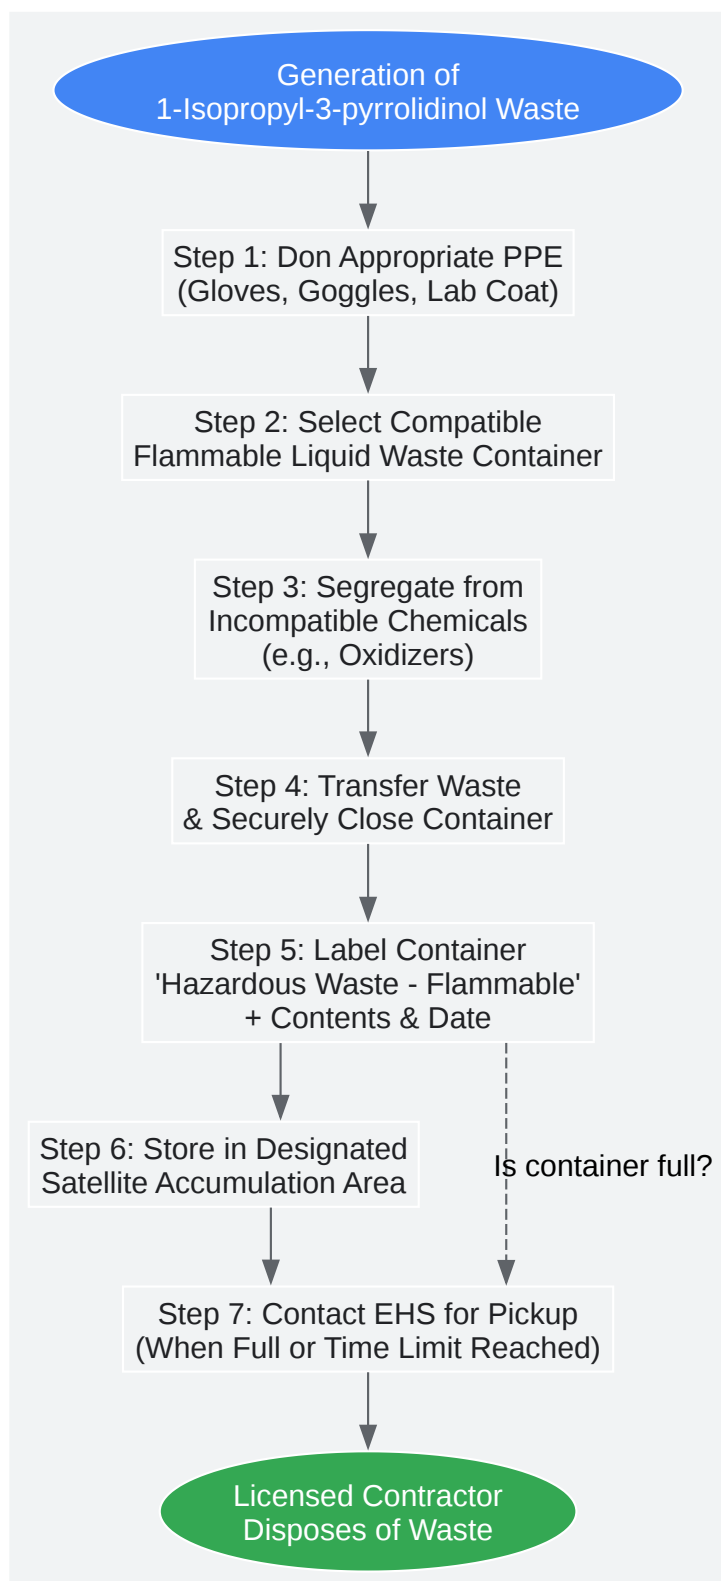 Generation of
1-Isopropyl-3-pyrrolidinol Waste
Step 1: Don Appropriate PPE
(Gloves, Goggles, Lab Coat)
Step 2: Select Compatible
Flammable Liquid Waste Container
Step 3: Segregate from
Incompatible Chemicals
(e.g., Oxidizers)
Step 4: Transfer Waste
& Securely Close Container
Step 5: Label Container
'Hazardous Waste - Flammable'
+ Contents & Date
Step 6: Store in Designated
Satellite Accumulation Area
Is container full?
Step 7: Contact EHS for Pickup
(When Full or Time Limit Reached)
Licensed Contractor
Disposes of Waste